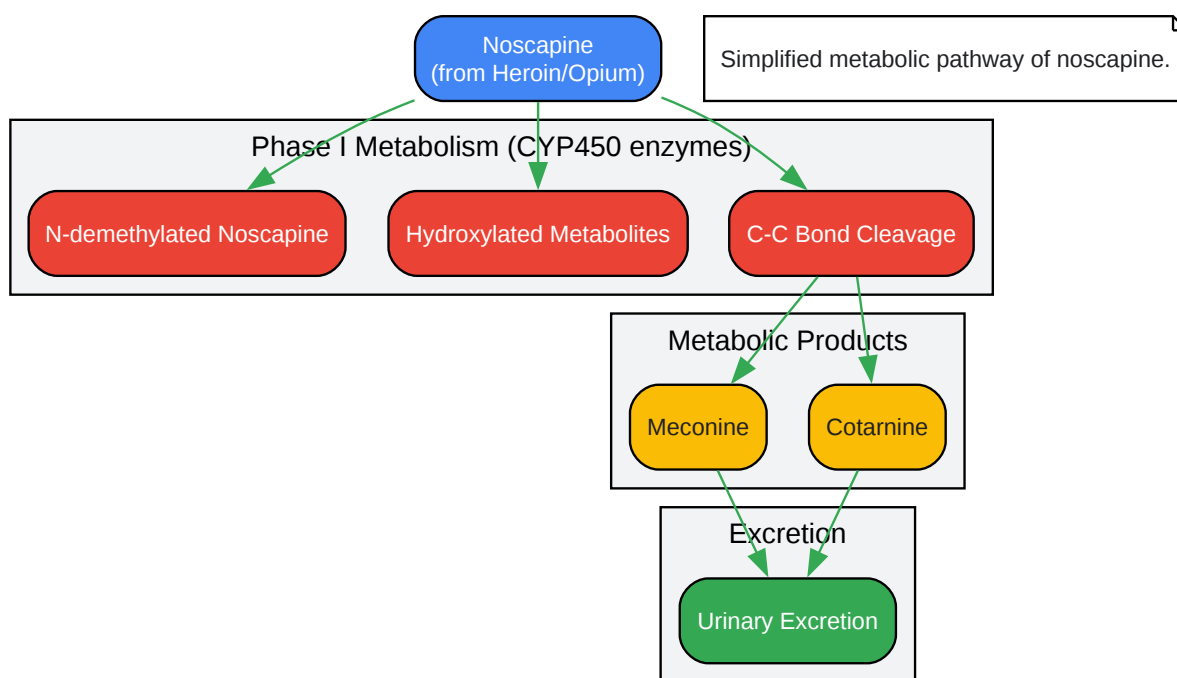 Noscapine
(from Heroin/Opium)
Simplified metabolic pathway of noscapine.
Phase I Metabolism (CYP450 enzymes)
N-demethylated Noscapine
Hydroxylated Metabolites
C-C Bond Cleavage
Metabolic Products
Meconine
Cotarnine
Excretion
Urinary Excretion